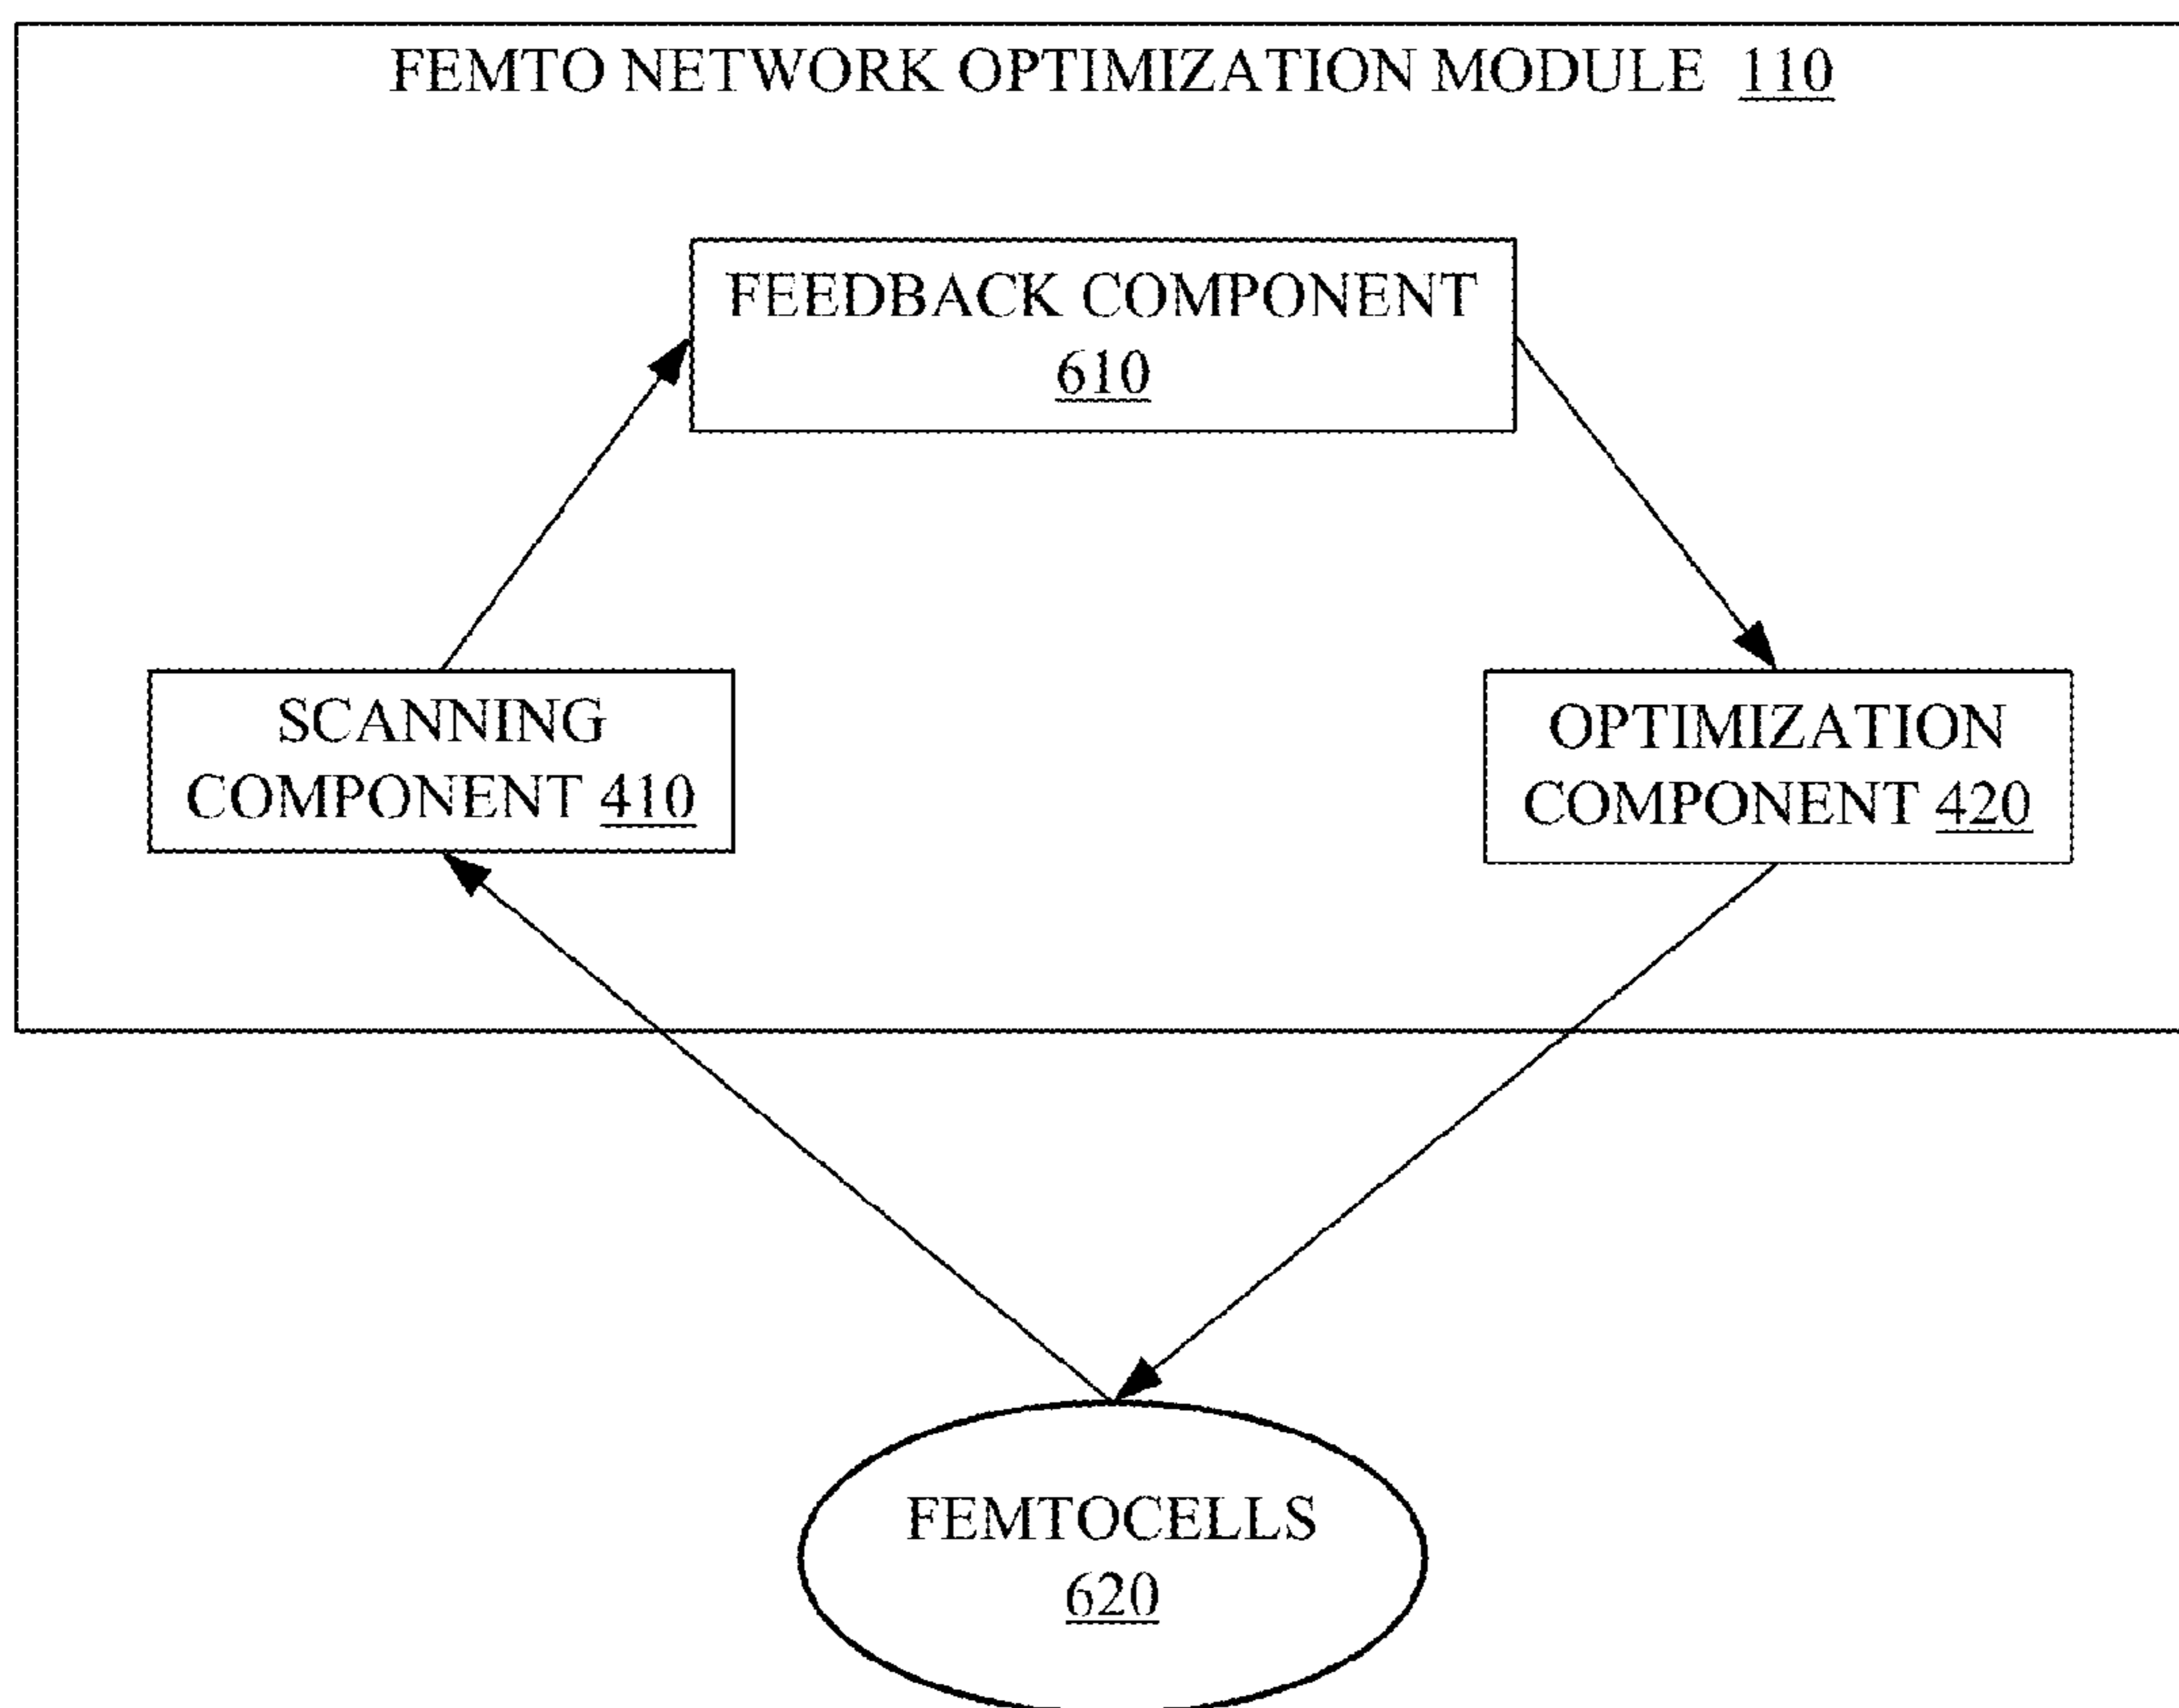 FEMTO NETWORK OPTIMIZATION MODULE 110
FEEDBACK COMPONENT
610
SCANNING
COMPONENT 410
OPTIMIZATION
COMPONENT 420
FEMTOCELLS
620